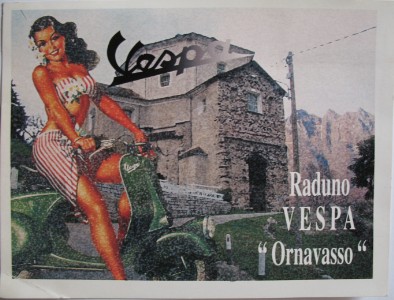 Vespa
Raduno
VESPA
“ Ornavasso “